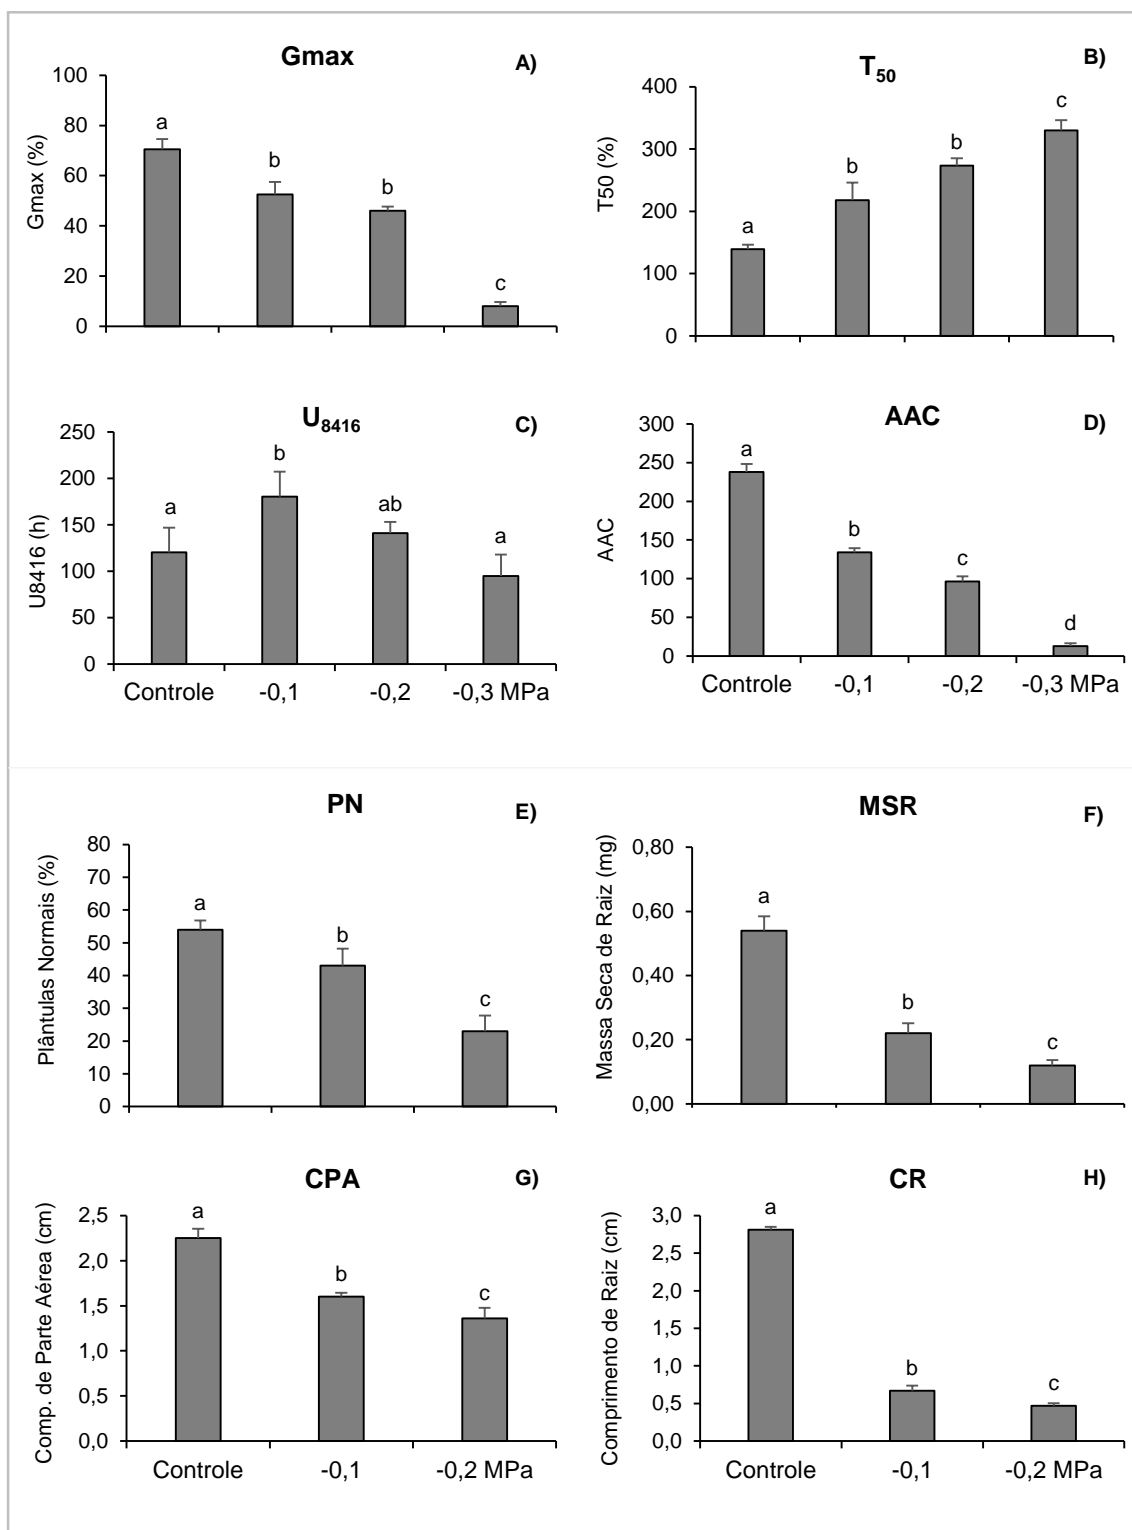 Gmax
A)
Gmax (%)
100
80
60
40
20
0
a
b
b
c
T50
B)
T50 (%)
400
300
200
100
0
a
b
b
c
U8416
C)
U8416 (h)
250
200
150
100
50
0
a
b
ab
a
Controle -0,1 -0,2 -0,3 MPa
AAC
D)
AAC
300
250
200
150
100
50
0
a
b
c
d
Controle -0,1 -0,2 -0,3 MPa
PN
E)
Plântulas Normais (%)
80
70
60
50
40
30
20
10
0
a
b
c
MSR
F)
Massa Seca de Raiz (mg)
0,80
0,60
0,40
0,20
0,00
a
b
c
CPA
G)
Comp. de Parte Aérea (cm)
2,5
2,0
1,5
1,0
0,5
0,0
a
b
c
Controle -0,1 -0,2 MPa
CR
H)
Comprimento de Raiz (cm)
3,0
2,5
2,0
1,5
1,0
0,5
0,0
a
b
c
Controle -0,1 -0,2 MPa